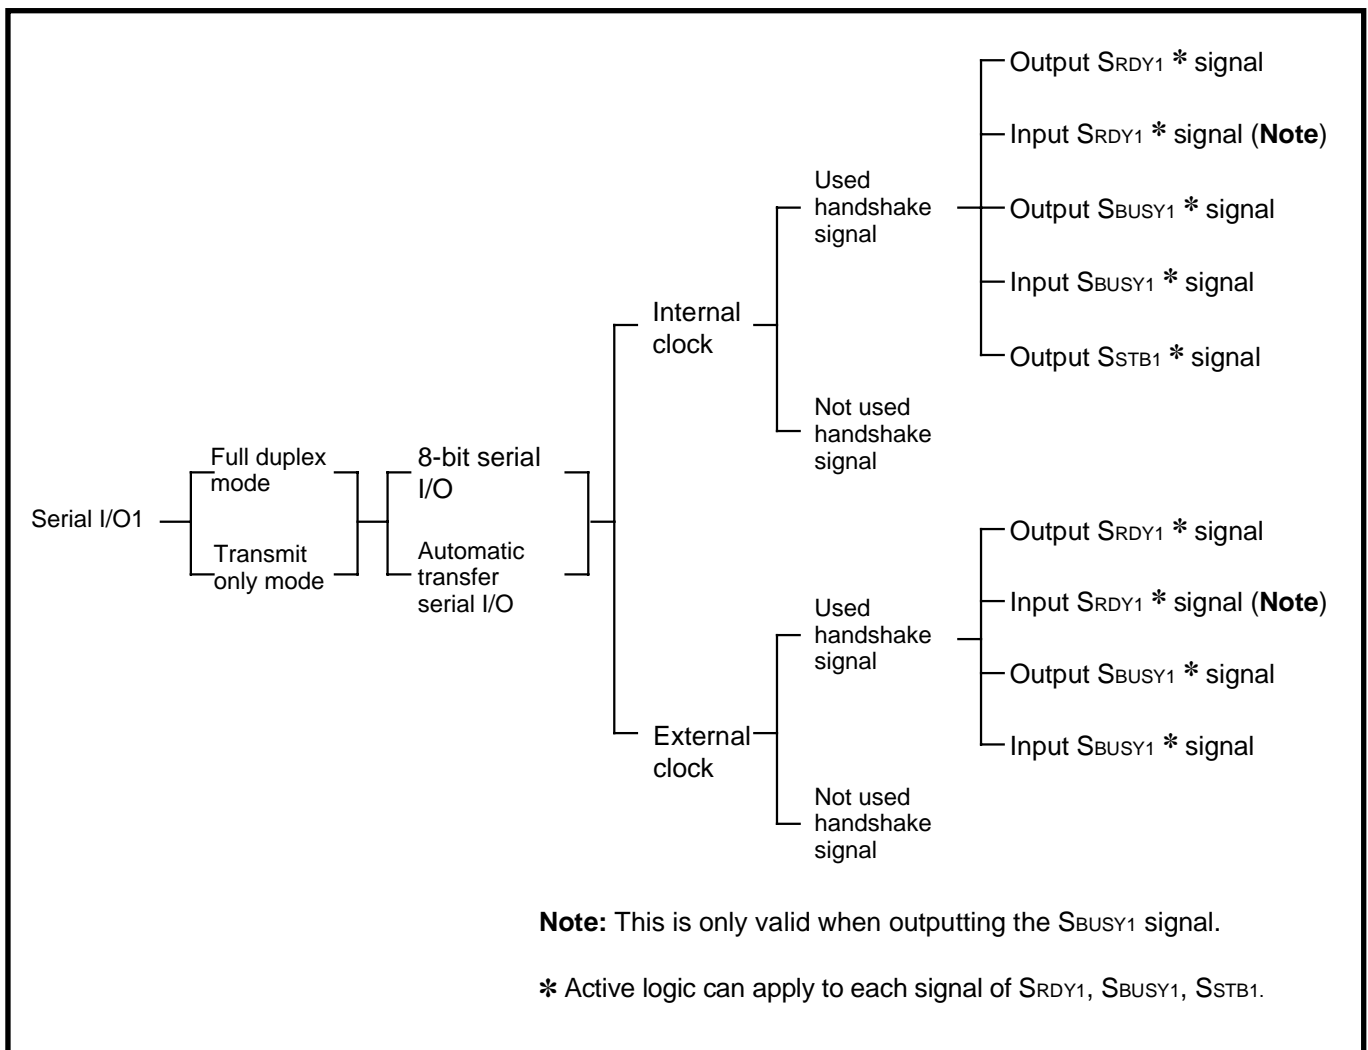 Serial I/O1
Full duplex
mode
Transmit
only mode
8-bit serial
I/O
Automatic
transfer
serial I/O
Internal
clock
Used
handshake
signal
Output SRDY1 * signal
Input SRDY1 * signal (Note)
Output SBUSY1 * signal
Input SBUSY1 * signal
Output SSTB1 * signal
Not used
handshake
signal
External
clock
Used
handshake
signal
Output SRDY1 * signal
Input SRDY1 * signal (Note)
Output SBUSY1 * signal
Input SBUSY1 * signal
Not used
handshake
signal
Note: This is only valid when outputting the SBUSY1 signal.
* Active logic can apply to each signal of SRDY1, SBUSY1, SSTB1.